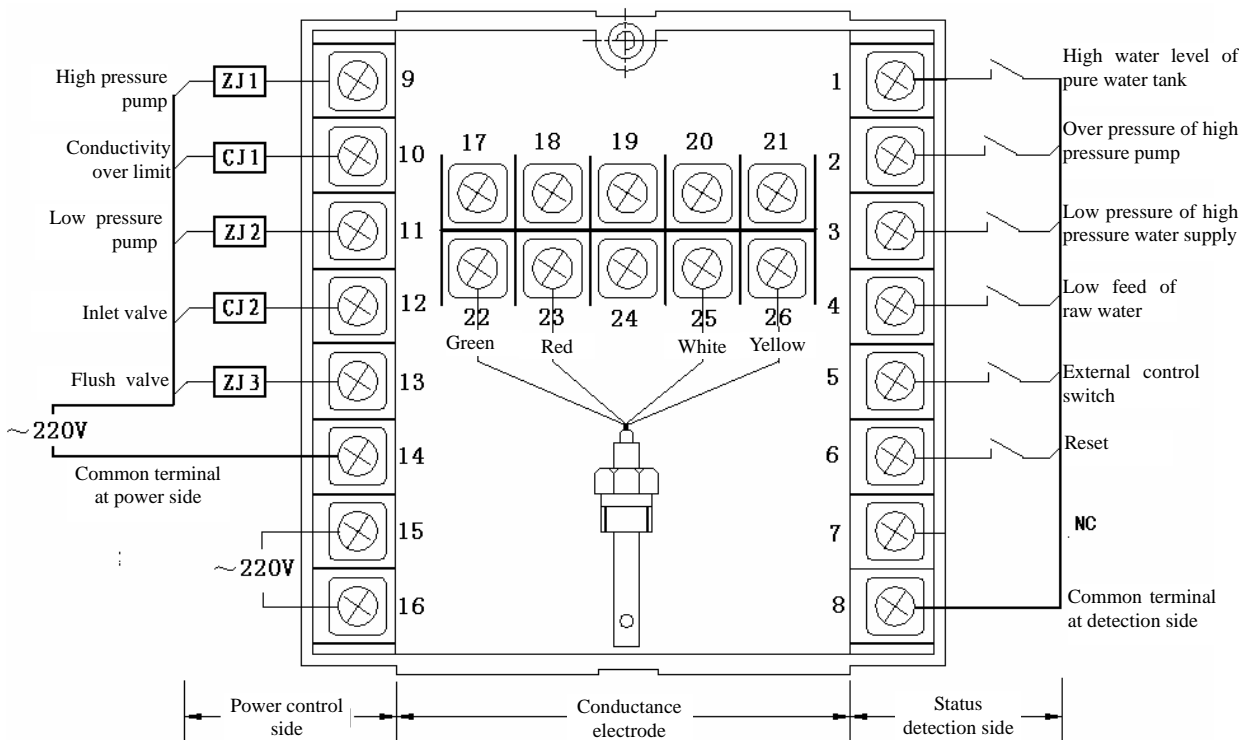 High pressure
pump
ZJ1
9
Conductivity
over limit
CJ1
10
Low pressure
pump
ZJ2
11
Inlet valve
CJ2
12
Flush valve
ZJ3
13
~220V
14
Common terminal
at power side
15
~220V
16
17 18 19 20 21
22 23 24 25 26
Green Red White Yellow
1
High water level of
pure water tank
2
Over pressure of high
pressure pump
3
Low pressure of high
pressure water supply
4
Low feed of
raw water
5
External control
switch
6
Reset
7
NC
8
Common terminal
at detection side
Power control
side
Conductance
electrode
Status
detection side